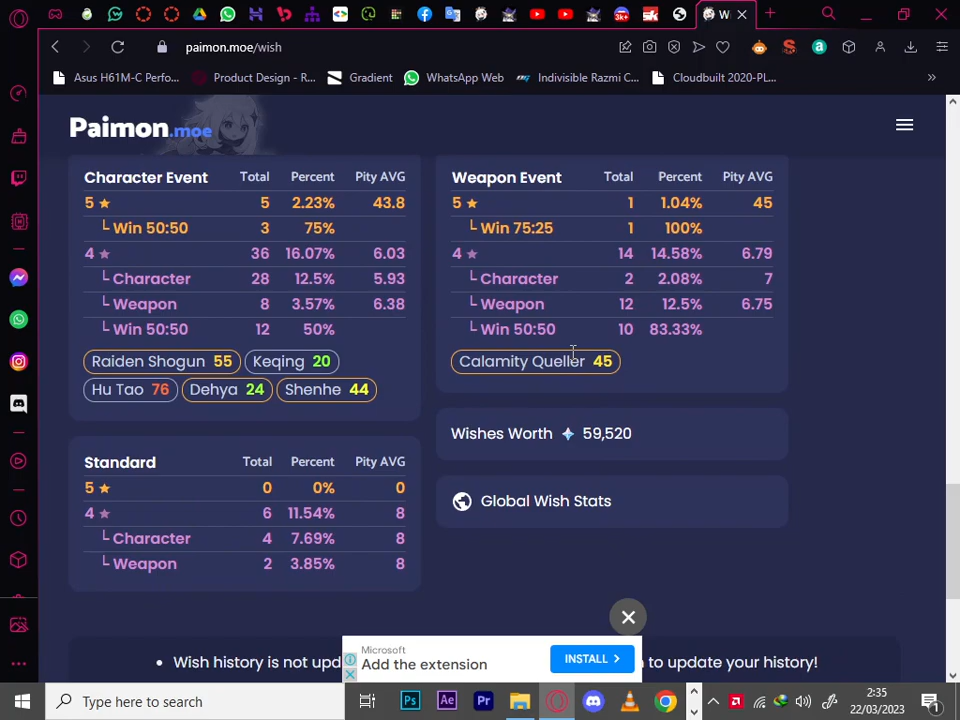 W
paimon.moe/wish
Asus H61M-C Perfo...
Product Design - R...
Gradient
WhatsApp Web
Indivisible Razmi C...
Cloudbuilt 2020-PL...
»
Paimon.moe
Character Event Total Percent Pity AVG
5 ★ 5 2.23% 43.8
Win 50:50 3 75%
4 ★ 36 16.07% 6.03
Character 28 12.5% 5.93
Weapon 8 3.57% 6.38
Win 50:50 12 50%
Raiden Shogun 55 Keqing 20
Hu Tao 76 Dehya 24 Shenhe 44
Weapon Event Total Percent Pity AVG
5 ★ 1 1.04% 45
Win 75:25 1 100%
4 ★ 14 14.58% 6.79
Character 2 2.08% 7
Weapon 12 12.5% 6.75
Win 50:50 10 83.33%
Calamity Queller 45
Wishes Worth 59,520
Global Wish Stats
Standard Total Percent Pity AVG
5 ★ 0 0% 0
4 ★ 6 11.54% 8
Character 4 7.69% 8
Weapon 2 3.85% 8
• Wish history is not upd
n to update your history!
Microsoft
Add the extension
INSTALL >
Type here to search
Ps Ae Pr
2:35
22/03/2023
1